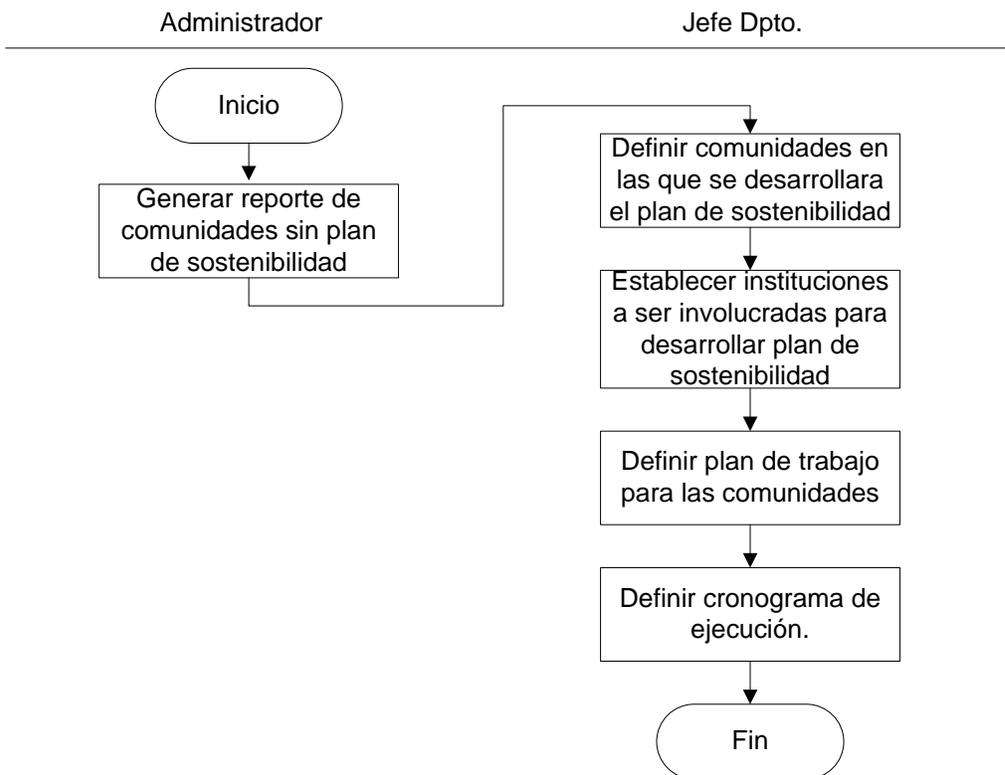 Administrador
Jefe Dpto.
Inicio
Generar reporte de
comunidades sin plan
de sostenibilidad
Definir comunidades en
las que se desarrollara
el plan de sostenibilidad
Establecer instituciones
a ser involucradas para
desarrollar plan de
sostenibilidad
Definir plan de trabajo
para las comunidades
Definir cronograma de
ejecución.
Fin